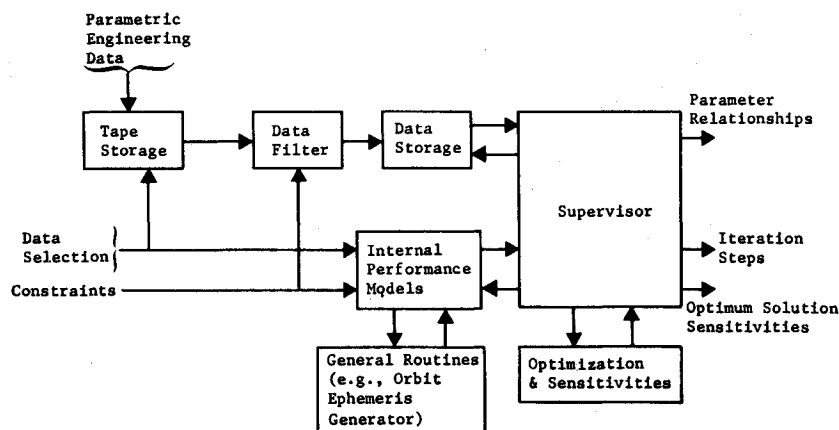 Parametric
Engineering
Data
Tape
Storage
Data
Filter
Data
Storage
Parameter
Relationships
Supervisor
Data
Selection
Constraints
Internal
Performance
Models
Iteration
Steps
Optimum Solution
Sensitivities
General Routines
(e.g., Orbit
Ephemeris
Generator)
Optimization
& Sensitivities